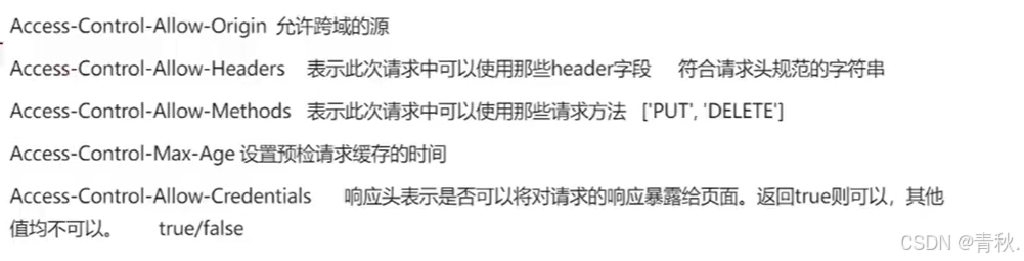 Access-Control-Allow-Origin 允许跨域的源
Access-Control-Allow-Headers 表示此次请求中可以使用那些header字段 符合请求头规范的字符串
Access-Control-Allow-Methods 表示此次请求中可以使用那些请求方法 ['PUT', 'DELETE']
Access-Control-Max-Age 设置预检请求缓存的时间
Access-Control-Allow-Credentials 响应头表示是否可以将对请求的响应暴露给页面。返回true则可以，其他
值均不可以。 true/false
CSDN @青秋.